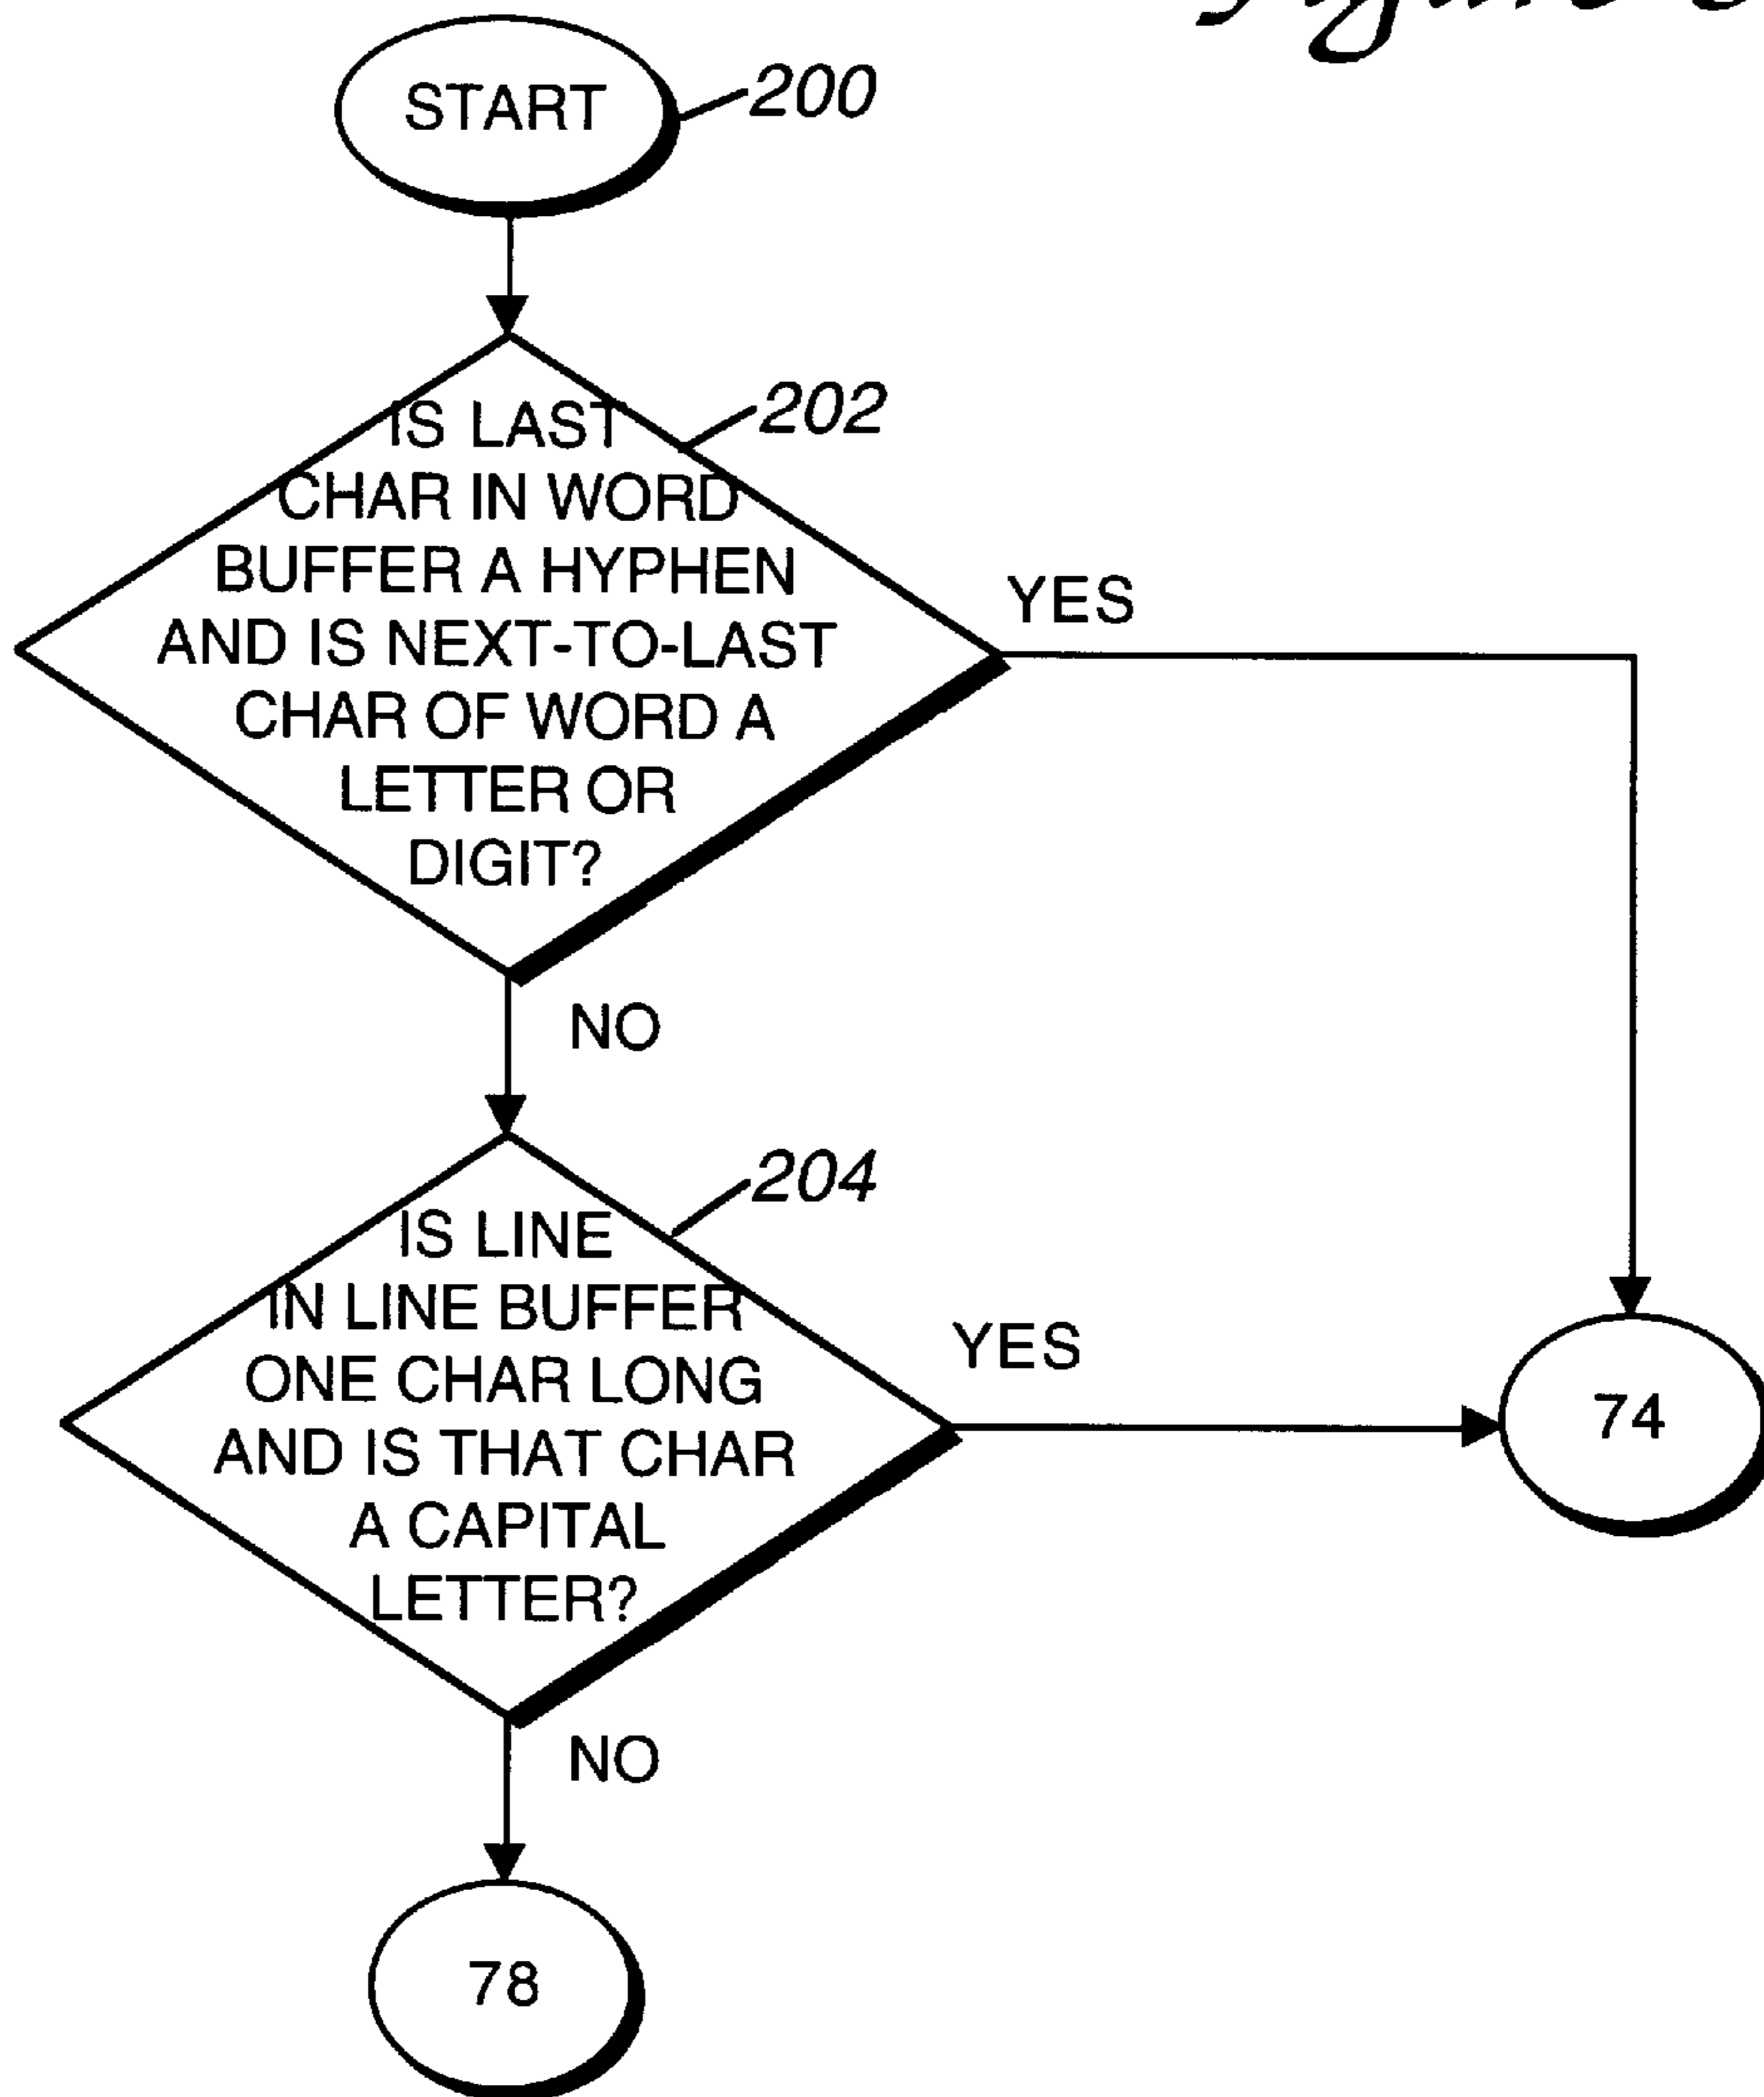 START
200
IS LAST
CHAR IN WORD
BUFFER A HYPHEN
AND IS NEXT-TO-LAST
CHAR OF WORD A
LETTER OR
DIGIT?
202
YES
NO
IS LINE
IN LINE BUFFER
ONE CHAR LONG
AND IS THAT CHAR
A CAPITAL
LETTER?
204
YES
74
NO
78